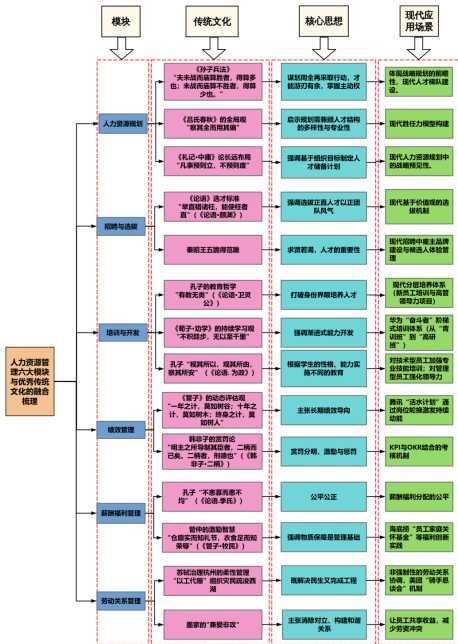 模块
传统文化
核心思想
现代应
用场景
人力资源管
理六大模块
与优秀传统
文化的融合
梳理
人力资源规划
《孙子兵法》
“夫未战而庙算胜者，得算多
也；未战而庙算不胜者，得算
少也。”
谋划周全再采取行动，才
能游刃有余，掌握主动权
体现战略规划的前瞻
性，现代人才梯队建
设。
《吕氏春秋》的全局观
“察其全而用其偏”
启示规划需兼顾人才结构
的多样性与专业性
现代胜任力模型构建
《礼记·中庸》论长远布局
“凡事预则立，不预则废”
强调基于组织目标制定人
才储备计划
现代人力资源规划中
的战略预见性。
招聘与选拔
《论语》选才标准
“举直错诸枉，能使枉者
直”（《论语·颜渊》）
强调选拔正直人才以正团
队风气
现代基于价值观的选
拔机制
秦昭王五跪得范雎
求贤若渴，人才的重要性
现代招聘中雇主品牌
建设与候选人体验管
理
培训与开发
孔子的教育哲学
“有教无类”（《论语·卫灵
公》）
打破身份界限培养人才
现代分层培养体系
（新员工培训与高管
领导力项目）
《荀子·劝学》的持续学习观
“不积跬步，无以至千里”
强调渐进式能力开发
华为“奋斗者”阶梯
式培训体系（从“青
训班”到“高研
班”）
孔子“视其所以，观其所由，
察其所安”（《论语. 为政》）
根据学生的性格、能力实
施不同的教育
对技术型员工加强专
业技能培训；对管理
型员工强化领导力
绩效管理
《管子》的动态评估观
“一年之计，莫如树谷；十年之
计，莫如树木；终身之计，莫
如树人”
主张长期绩效导向
腾讯“活水计划”通
过岗位轮换激发持续
动能
韩非子的赏罚论
“明主之所导制其臣者，二柄而
已矣。二柄者，刑德也”（《韩
非子·二柄》）
赏罚分明，激励与惩罚
KPI与OKR结合的考
核机制
薪酬福利管理
孔子“不患寡而患不
均”（《论语.季氏》）
公平公正
薪酬福利分配的公平
管仲的激励智慧
“仓廪实而知礼节，衣食足而知
荣辱”（《管子·牧民》）
强调物质保障是管理基础
海底捞“员工家庭关
怀基金”等福利创新
实践
劳动关系管理
苏轼治理杭州的柔性管理
“以工代赈”组织灾民疏浚西
湖
既解决民生又完成工程
非强制性的劳动关系
协调，美团“骑手恳
谈会”机制
墨家的“兼爱非攻”
主张消除对立、构建和谐
关系
让员工共享收益，减
少劳资冲突